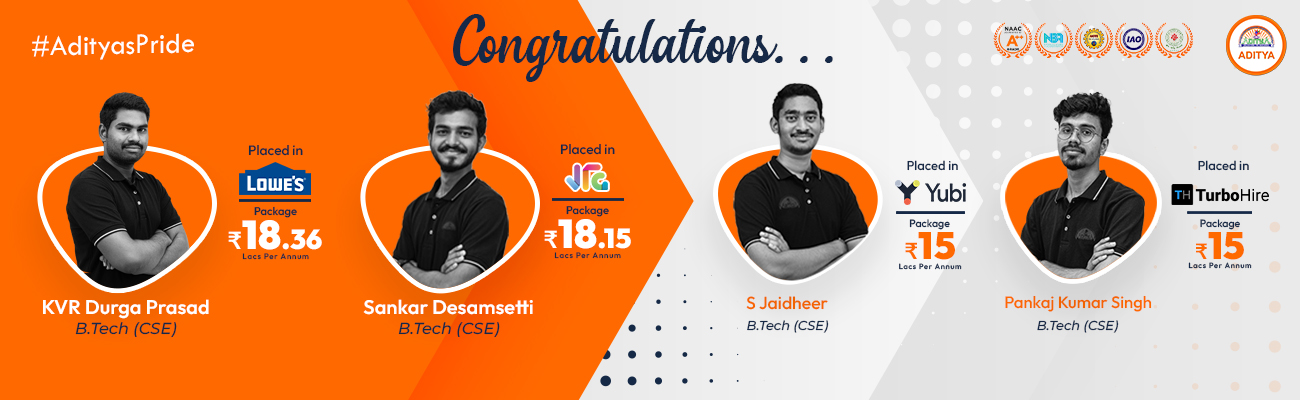 #AdityasPride
Congratulations. . .
NAAC
A++
NBA
IAO
ADITYA
ADITYA
Placed in
LOWE'S
Package
₹18.36
Lacs Per Annum
KVR Durga Prasad
B.Tech (CSE)
Placed in
Package
₹18.15
Lacs Per Annum
Sankar Desamsetti
B.Tech (CSE)
Placed in
Yubi
Package
₹15
Lacs Per Annum
S Jaidheer
B.Tech (CSE)
Placed in
TH TurboHire
Package
₹15
Lacs Per Annum
Pankaj Kumar Singh
B.Tech (CSE)